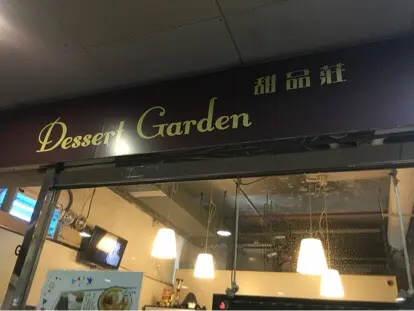 Dessert Garden
甜品莊